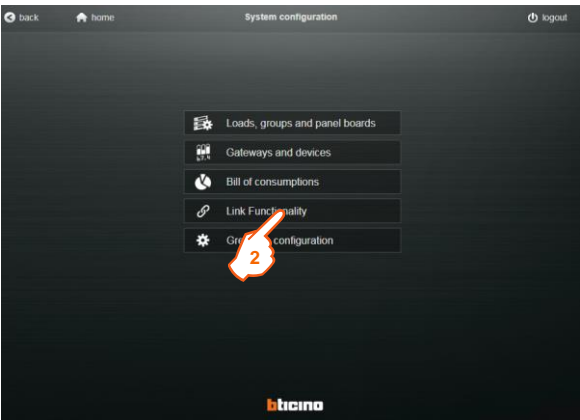 back
home
System configuration
logout
Loads, groups and panel boards
Gateways and devices
Bill of consumptions
Link Functionality
configuration
2
bticino